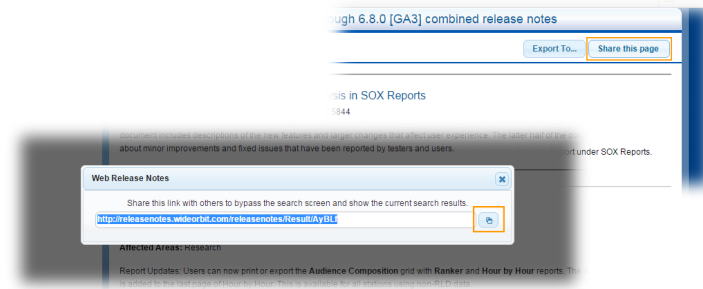 ugh 6.8.0 [GA3] combined release notes
Export To... Share this page
sis in SOX Reports
5844
document includes descriptions of the new features and larger changes that affect user experience. The latter half of the
about minor improvements and fixed issues that have been reported by testers and users.
ort under SOX Reports.
Web Release Notes
Share this link with others to bypass the search screen and show the current search results.
http://releasenotes.wideorbit.com/releasenotes/Result/AyBLf
Affected Areas: Research
Report Updates: Users can now print or export the Audience Composition grid with Ranker and Hour by Hour reports. The
is added to the last page of Hour by Hour. This is available for all stations using non-RLD data.